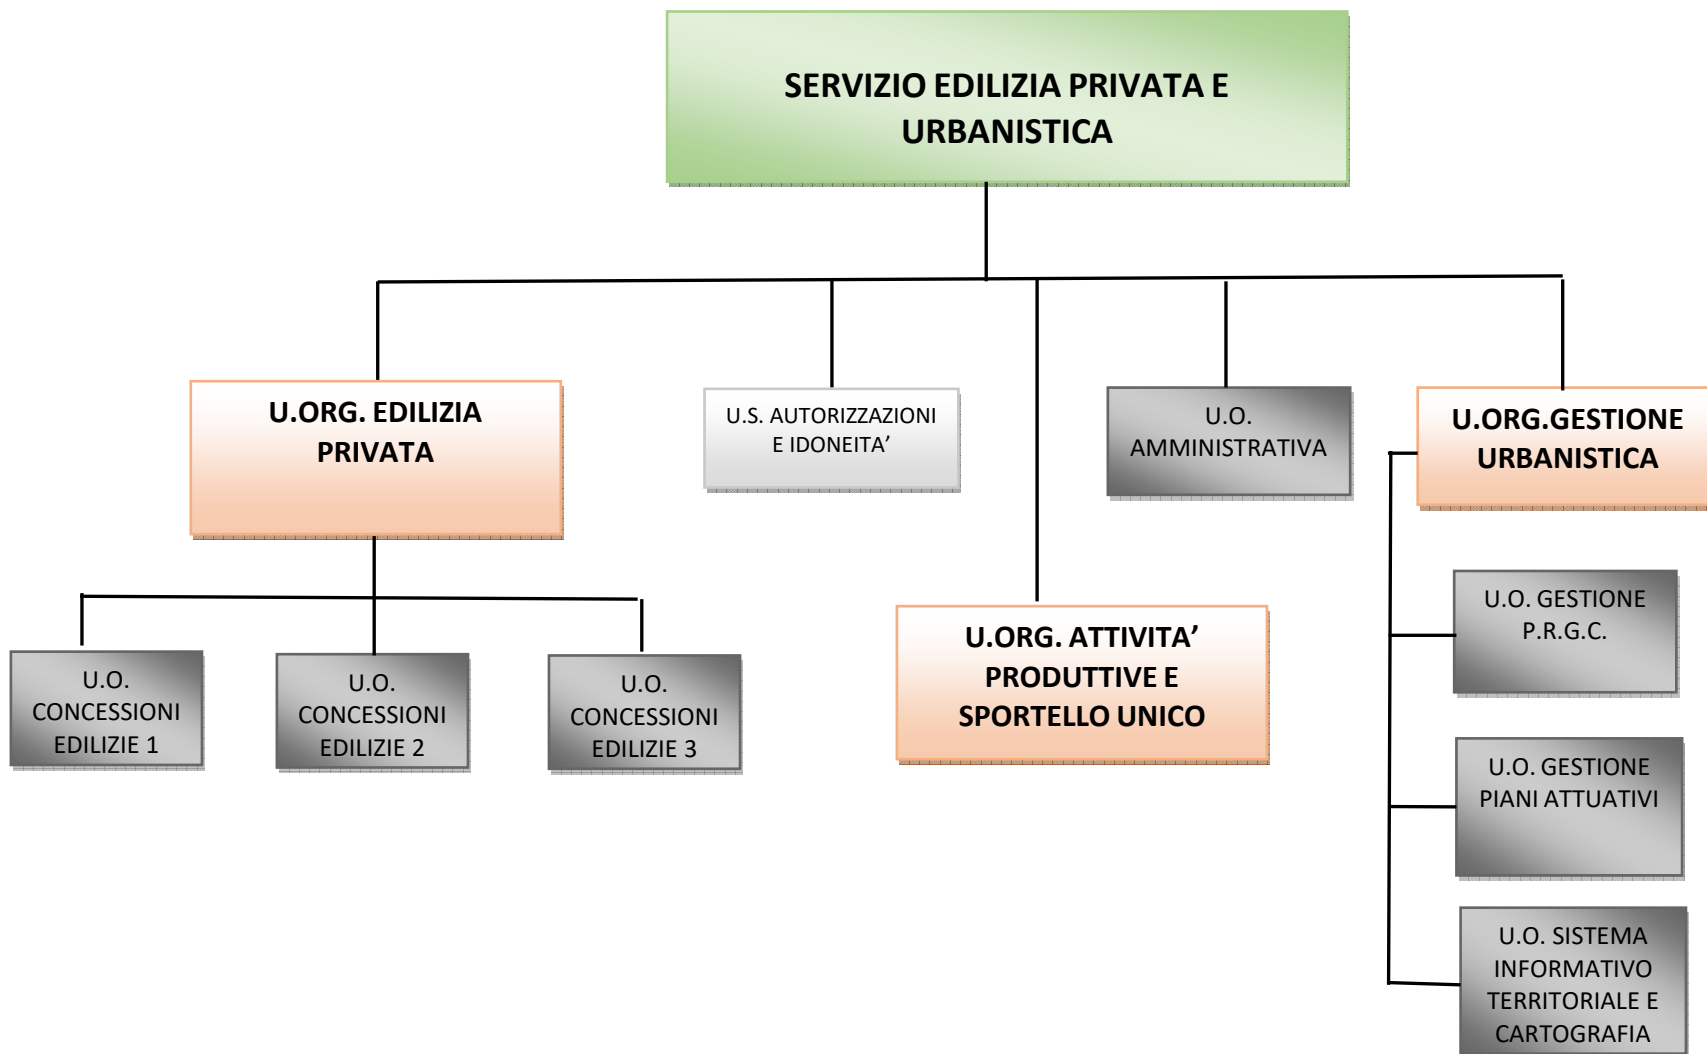 SERVIZIO EDILIZIA PRIVATA E
URBANISTICA
U.ORG. EDILIZIA
PRIVATA
U.S. AUTORIZZAZIONI
E IDONEITA’
U.O.
AMMINISTRATIVA
U.ORG.GESTIONE
URBANISTICA
U.O.
CONCESSIONI
EDILIZIE 1
U.O.
CONCESSIONI
EDILIZIE 2
U.O.
CONCESSIONI
EDILIZIE 3
U.ORG. ATTIVITA’
PRODUTTIVE E
SPORTELLO UNICO
U.O. GESTIONE
P.R.G.C.
U.O. GESTIONE
PIANI ATTUATIVI
U.O. SISTEMA
INFORMATIVO
TERRITORIALE E
CARTOGRAFIA